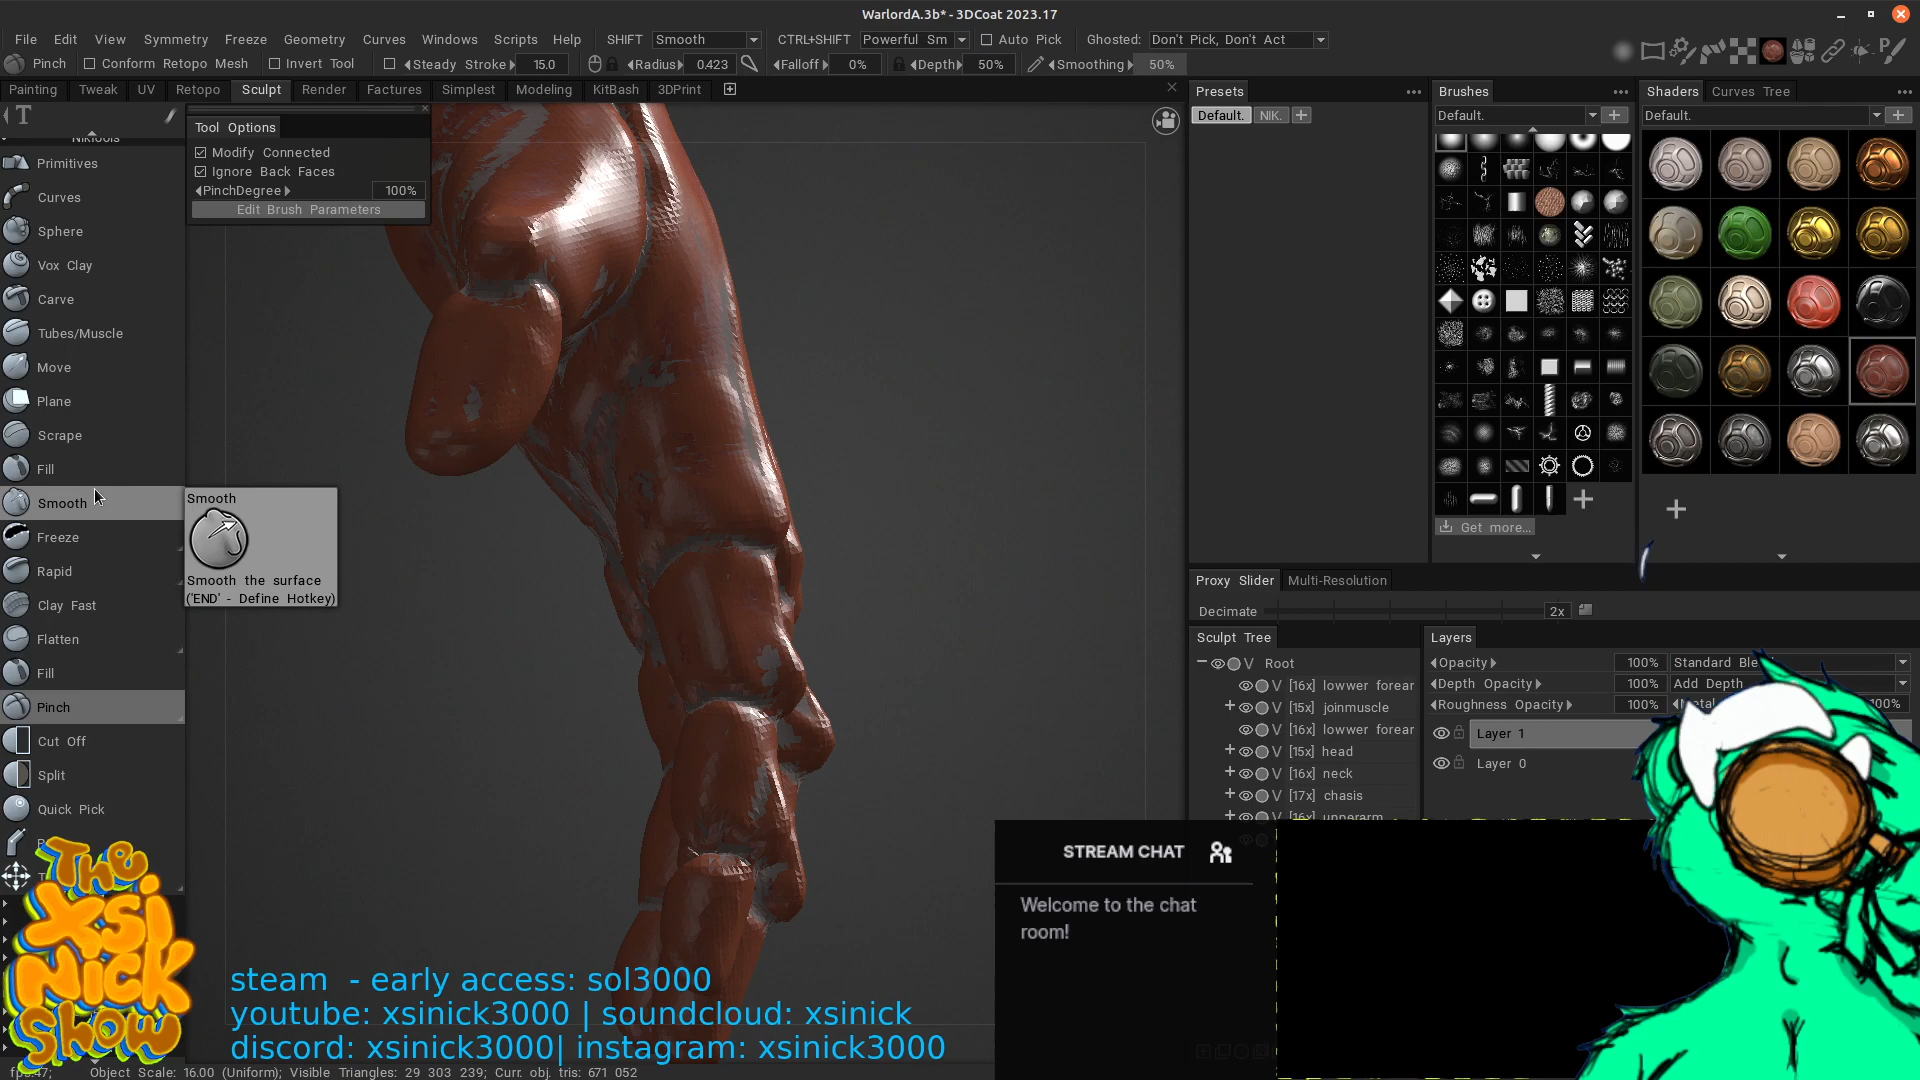 WarlordA.3b* - 3DCoat 2023.17
File Edit View Symmetry Freeze Geometry Curves Windows Scripts Help SHIFT Smooth CTRL+SHIFT Powerful Sm Auto Pick Ghosted: Don't Pick, Don't Act
Pinch Conform Retopo Mesh Invert Tool Steady Stroke 15.0 Radius 0.423 Falloff 0% Depth 50% Smoothing 50%
Painting Tweak UV Retopo Sculpt Render Factures Simplest Modeling KitBash 3DPrint
T
Primitives
Curves
Sphere
Vox Clay
Carve
Tubes/Muscle
Move
Plane
Scrape
Fill
Smooth
Freeze
Rapid
Clay Fast
Flatten
Fill
Pinch
Cut Off
Split
Quick Pick
Tool Options
Modify Connected
Ignore Back Faces
PinchDegree 100%
Edit Brush Parameters
Smooth
Smooth the surface
('END' - Define Hotkey)
Presets
Default. NIK.
Brushes
Default.
Get more...
Shaders Curves Tree
Default.
Proxy Slider Multi-Resolution
Decimate 2x
Sculpt Tree
Root
V [16x] lowwer forear
V [15x] joinmuscle
V [16x] lowwer forear
V [15x] head
V [16x] neck
V [17x] chasis
Layers
Opacity 100% Standard Ble
Depth Opacity 100% Add Depth
Roughness Opacity 100% Metal 100%
Layer 1
Layer 0
STREAM CHAT
Welcome to the chat
room!
The
XSI
Nick
Show
steam - early access: sol3000
youtube: xsinick3000 | soundcloud: xsinick
discord: xsinick3000| instagram: xsinick3000
Object Scale: 16.00 (Uniform); Visible Triangles: 29 303 239; Curr. obj. tris: 671 052